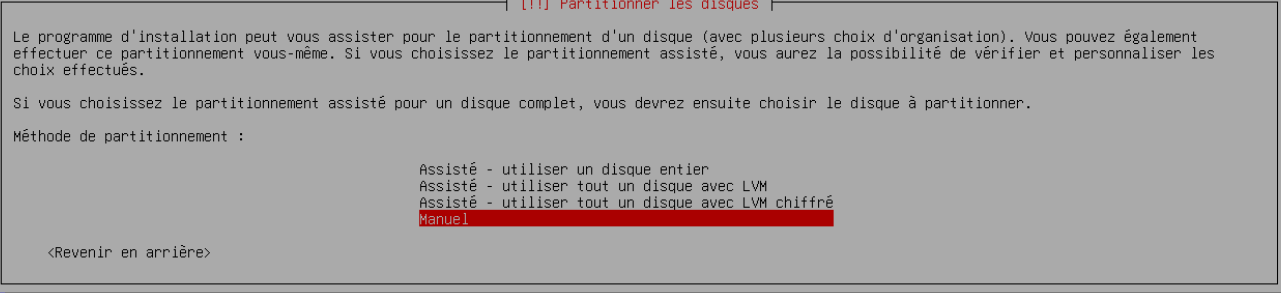 [!!] Partitionner les disques
Le programme d'installation peut vous assister pour le partitionnement d'un disque (avec plusieurs choix d'organisation). Vous pouvez également
effectuer ce partitionnement vous-même. Si vous choisissez le partitionnement assisté, vous aurez la possibilité de vérifier et personnaliser les
choix effectués.
Si vous choisissez le partitionnement assisté pour un disque complet, vous devrez ensuite choisir le disque à partitionner.
Méthode de partitionnement :
Assisté - utiliser un disque entier
Assisté - utiliser tout un disque avec LVM
Assisté - utiliser tout un disque avec LVM chiffré
Manuel
<Revenir en arrière>